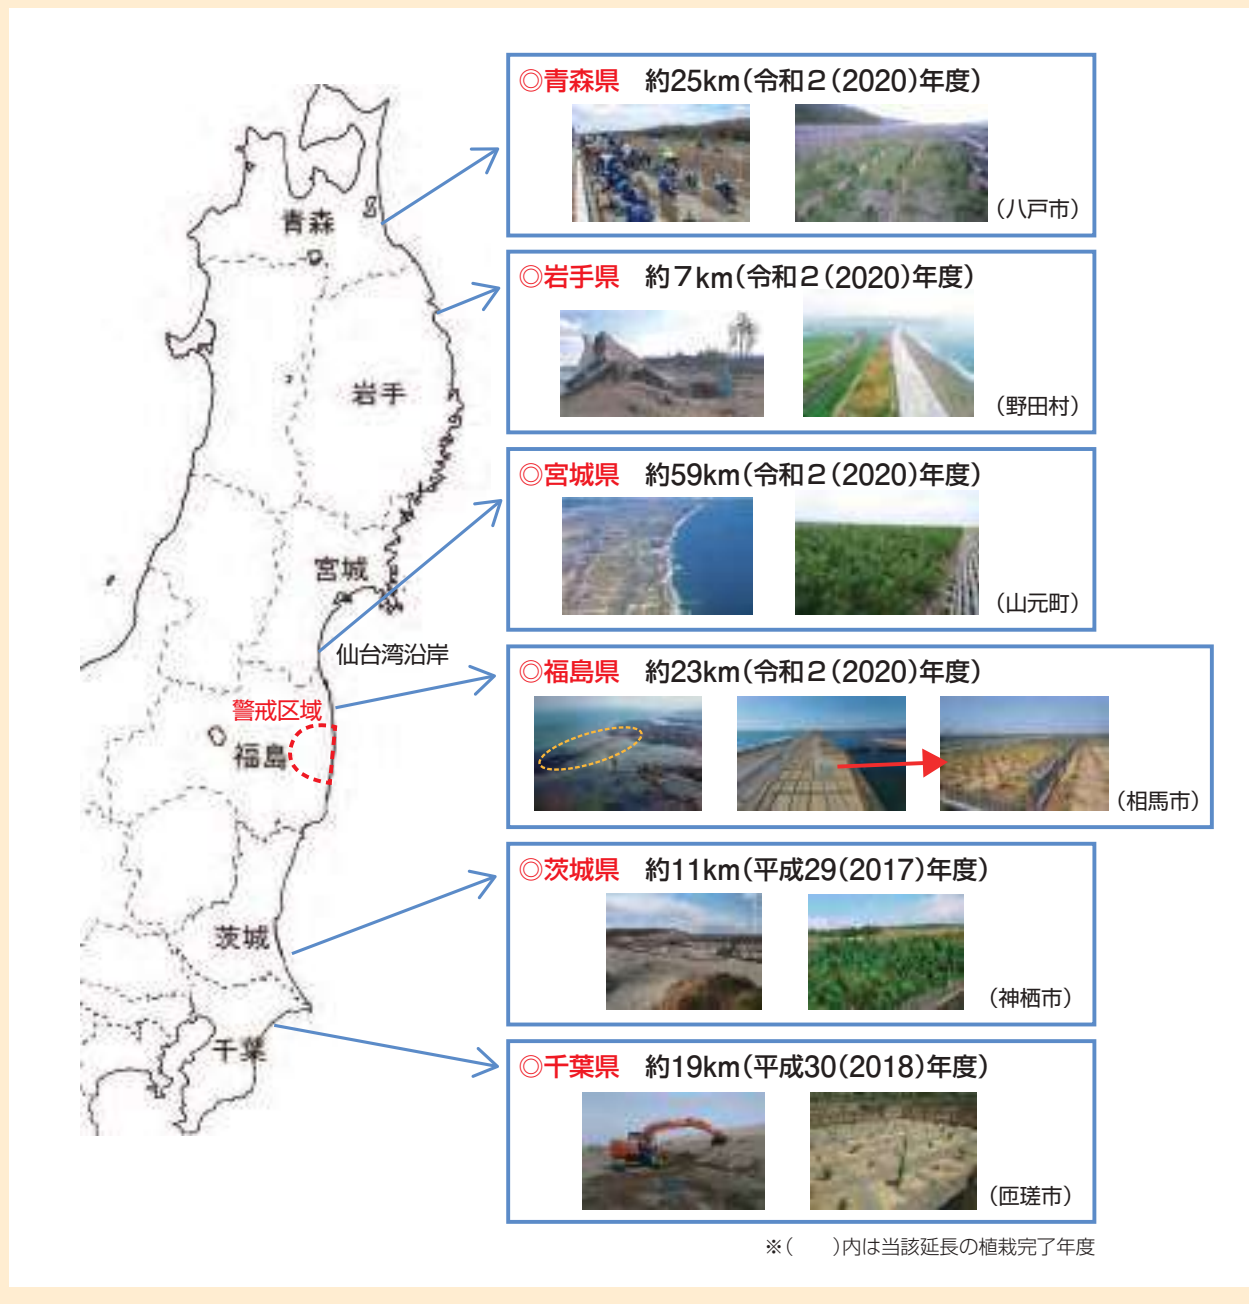 ◎青森県　約25km(令和２(2020)年度)
(八戸市)
◎岩手県　約７km(令和２(2020)年度)
(野田村)
◎宮城県　約59km(令和２(2020)年度)
(山元町)
◎福島県　約23km(令和２(2020)年度)
(相馬市)
◎茨城県　約11km(平成29(2017)年度)
(神栖市)
◎千葉県　約19km(平成30(2018)年度)
(匝瑳市)
青森
岩手
宮城
仙台湾沿岸
警戒区域
福島
茨城
千葉
※(　　)内は当該延長の植栽完了年度